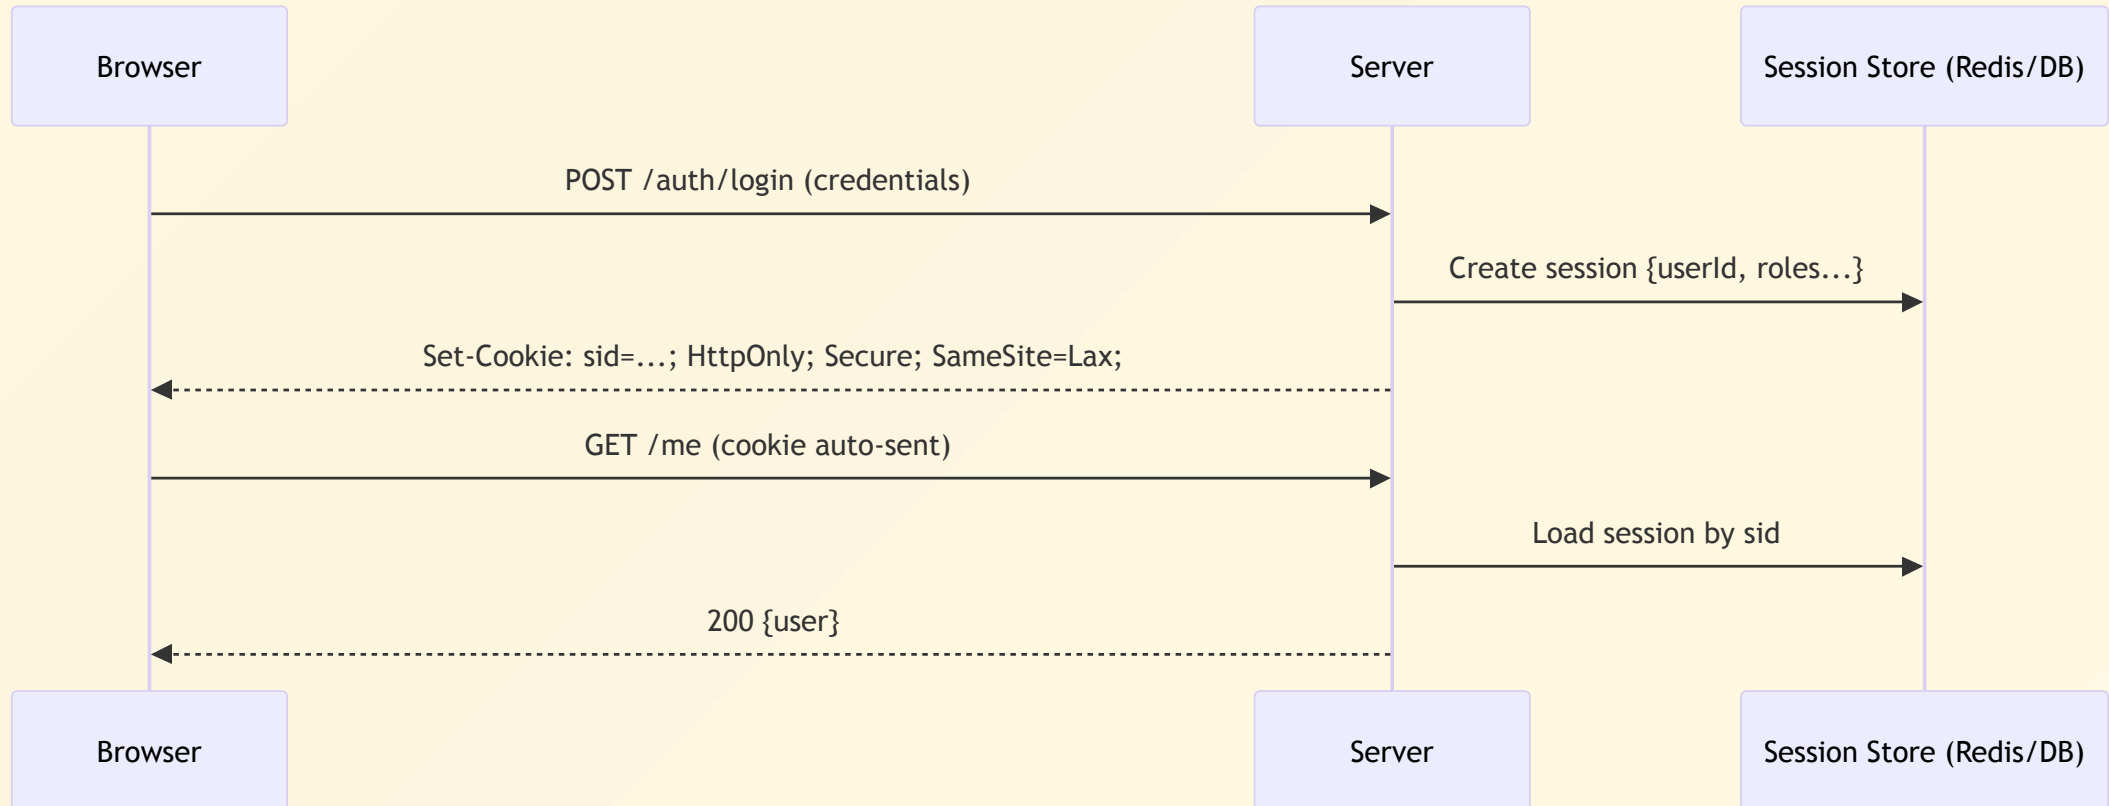 Browser
Server
Session Store (Redis/DB)
POST /auth/login (credentials)
Create session {userId, roles...}
Set-Cookie: sid=...; HttpOnly; Secure; SameSite=Lax;
GET /me (cookie auto-sent)
Load session by sid
200 {user}
Browser
Server
Session Store (Redis/DB)